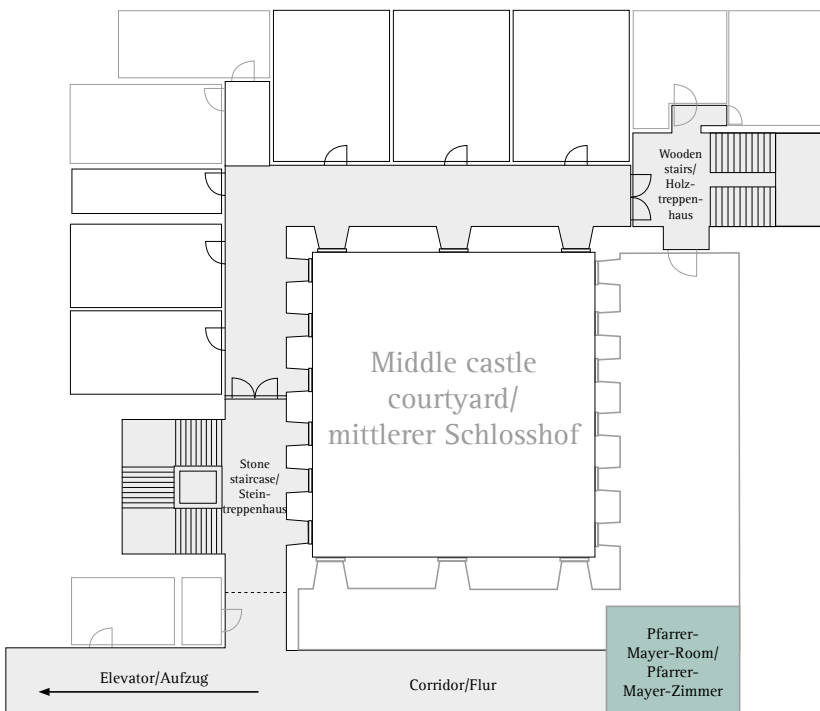 Wooden
stairs/
Holz-
treppen-
haus
Middle castle
courtyard/
mittlerer Schlosshof
Stone
staircase/
Stein-
treppenhaus
Pfarrer-
Mayer-Room/
Pfarrer-
Mayer-Zimmer
Elevator/Aufzug
Corridor/Flur